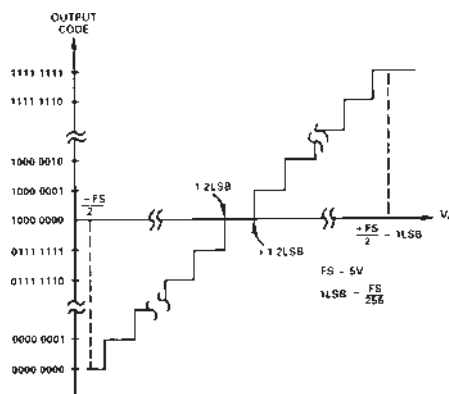 OUTPUT
CODE
1111 1111
1111 1110
1000 0010
1000 0001
1000 0000
0111 1111
0111 1110
0000 0001
0000 0000
-FS
2
1 2LSB
+1 2LSB
+FS
2 - 1LSB
FS - 5V
1LSB - FS
256